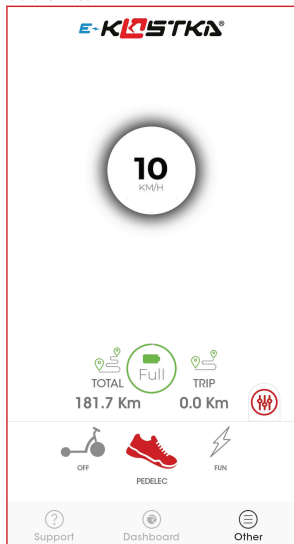 E-KOSTKA®
10
KM/H
Full
TOTAL TRIP
181.7 Km 0.0 Km
OFF PEDELEC FUN
Support Dashboard Other